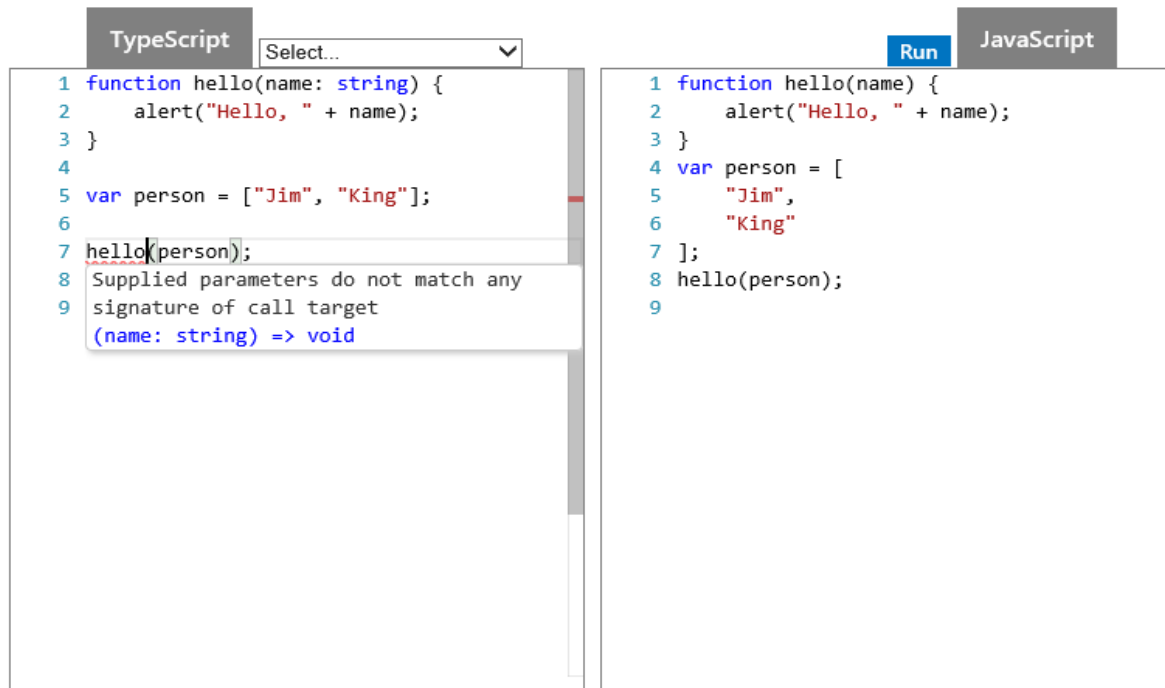 TypeScript
Select...
1 function hello(name: string) {
2     alert("Hello, " + name);
3 }
4
5 var person = ["Jim", "King"];
6
7 hello(person);
8 Supplied parameters do not match any
9 signature of call target
(name: string) => void
Run
JavaScript
1 function hello(name) {
2     alert("Hello, " + name);
3 }
4 var person = [
5     "Jim",
6     "King"
7 ];
8 hello(person);
9